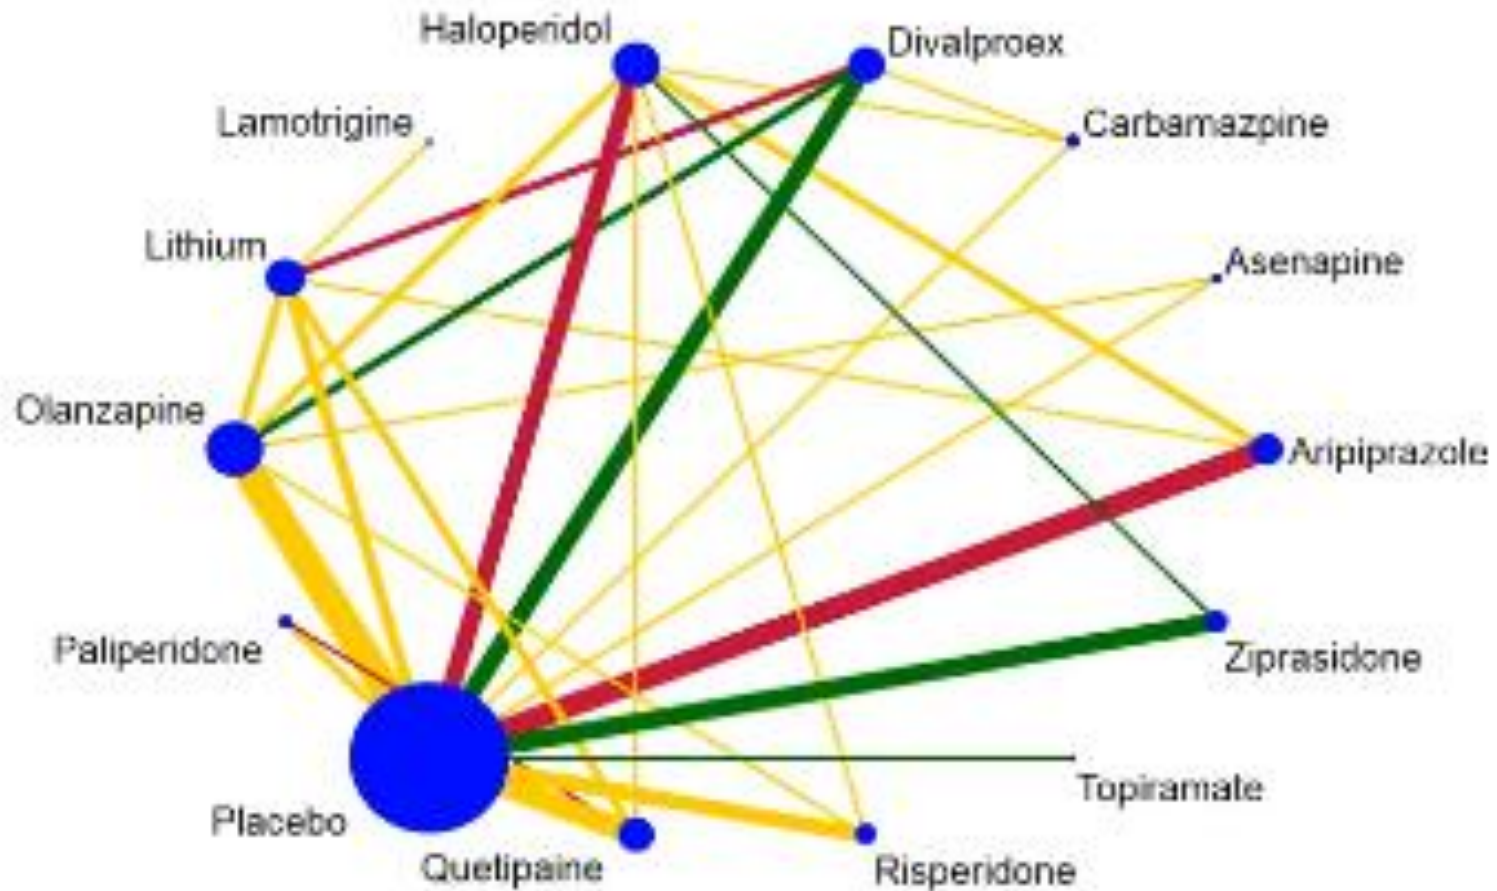 Haloperidol
Divalproex
Lamotrigine
Carbamazpine
Lithium
Asenapine
Olanzapine
Aripiprazole
Paliperidone
Ziprasidone
Topiramate
Placebo
Quetipaine
Risperidone